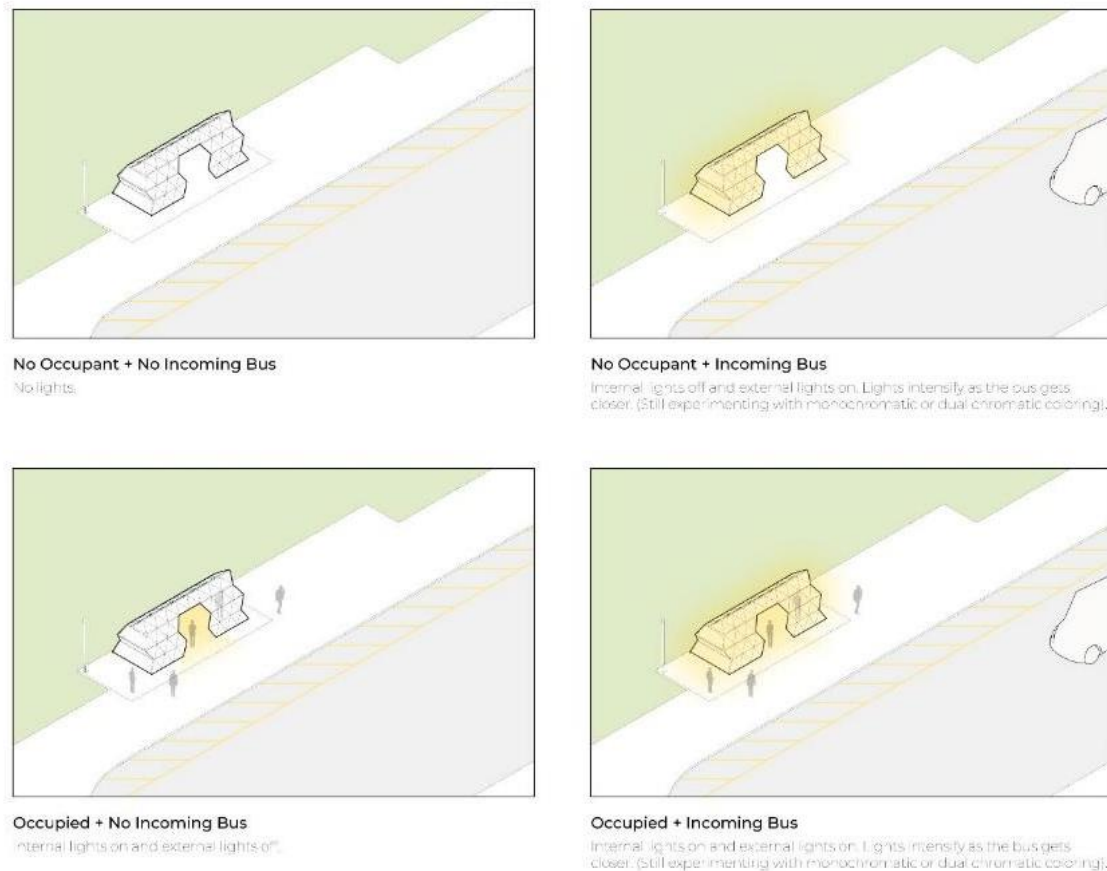 No Occupant + No Incoming Bus
No lights.
No Occupant + Incoming Bus
Internal lights off and external lights on. Lights intensify as the bus gets
closer. (Still experimenting with monochromatic or dual chromatic coloring).
Occupied + No Incoming Bus
Internal lights on and external lights off.
Occupied + Incoming Bus
Internal lights on and external lights on. Lights intensify as the bus gets
closer. (Still experimenting with monochromatic or dual chromatic coloring).